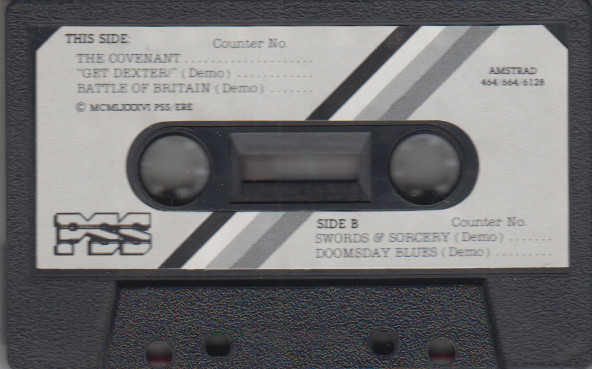 THIS SIDE:
Counter No.
THE COVENANT ....................
"GET DEXTER!" (Demo) ............
BATTLE OF BRITAIN (Demo) ........
© MCMLXXXVI PSS/ERE
AMSTRAD
464/664/6128
PSS
SIDE B
Counter No.
SWORDS & SORCERY (Demo) ........
DOOMSDAY BLUES (Demo) ..........